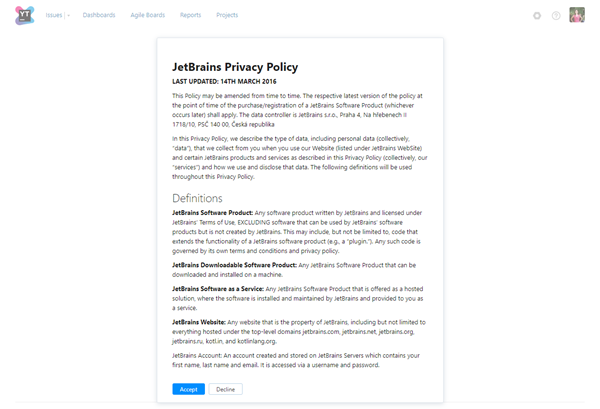 YT
Issues
Dashboards
Agile Boards
Reports
Projects
JetBrains Privacy Policy
LAST UPDATED: 14TH MARCH 2016
This Policy may be amended from time to time. The respective latest version of the policy at
the point of time of the purchase/registration of a JetBrains Software Product (whichever
occurs later) shall apply. The data controller is JetBrains s.r.o., Praha 4, Na hřebenech II
1718/10, PSČ 140 00, Česká republika
In this Privacy Policy, we describe the type of data, including personal data (collectively,
"data"), that we collect from you when you use our Website (listed under JetBrains WebSite)
and certain JetBrains products and services as described in this Privacy Policy (collectively, our
"services") and how we use and disclose that data. The following definitions will be used
throughout this Privacy Policy.
Definitions
JetBrains Software Product: Any software product written by JetBrains and licensed under
JetBrains' Terms of Use, EXCLUDING software that can be used by JetBrains' software
products but is not created by JetBrains. This may include, but not be limited to, code that
extends the functionality of a JetBrains software product (e.g., a "plugin."). Any such code is
governed by its own terms and conditions and privacy policy.
JetBrains Downloadable Software Product: Any JetBrains Software Product that can be
downloaded and installed on a machine.
JetBrains Software as a Service: Any JetBrains Software Product that is offered as a hosted
solution, where the software is installed and maintained by JetBrains and provided to you as
a service.
JetBrains Website: Any website that is the property of JetBrains, including but not limited to
everything hosted under the top-level domains jetbrains.com, jetbrains.net, jetbrains.org,
jetbrains.ru, kotl.in, and kotlinlang.org.
JetBrains Account: An account created and stored on JetBrains Servers which contains your
first name, last name and email. It is accessed via a username and password.
Accept
Decline